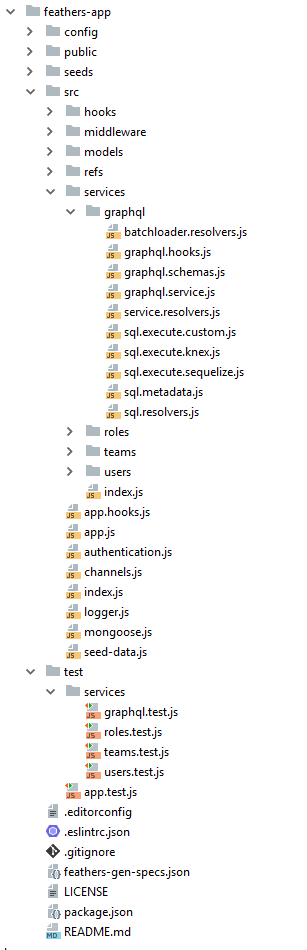 feathers-app
config
public
seeds
src
hooks
middleware
models
refs
services
graphql
batchloader.resolvers.js
graphql.hooks.js
graphql.schemas.js
graphql.service.js
service.resolvers.js
sql.execute.custom.js
sql.execute.knex.js
sql.execute.sequelize.js
sql.metadata.js
sql.resolvers.js
roles
teams
users
index.js
app.hooks.js
app.js
authentication.js
channels.js
index.js
logger.js
mongoose.js
seed-data.js
test
services
graphql.test.js
roles.test.js
teams.test.js
users.test.js
app.test.js
.editorconfig
.eslintrc.json
.gitignore
feathers-gen-specs.json
LICENSE
package.json
README.md